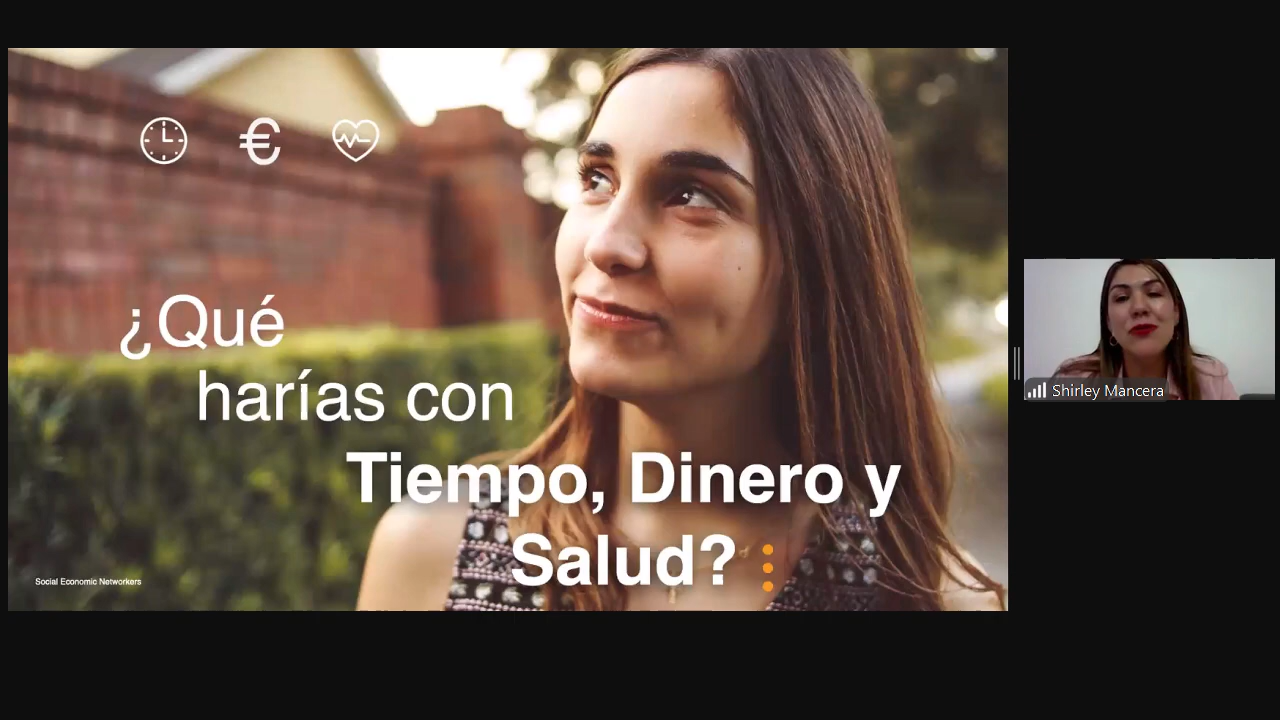 ¿Qué
harías con
Tiempo, Dinero y
Salud?
Social Economic Networkers
Shirley Mancera